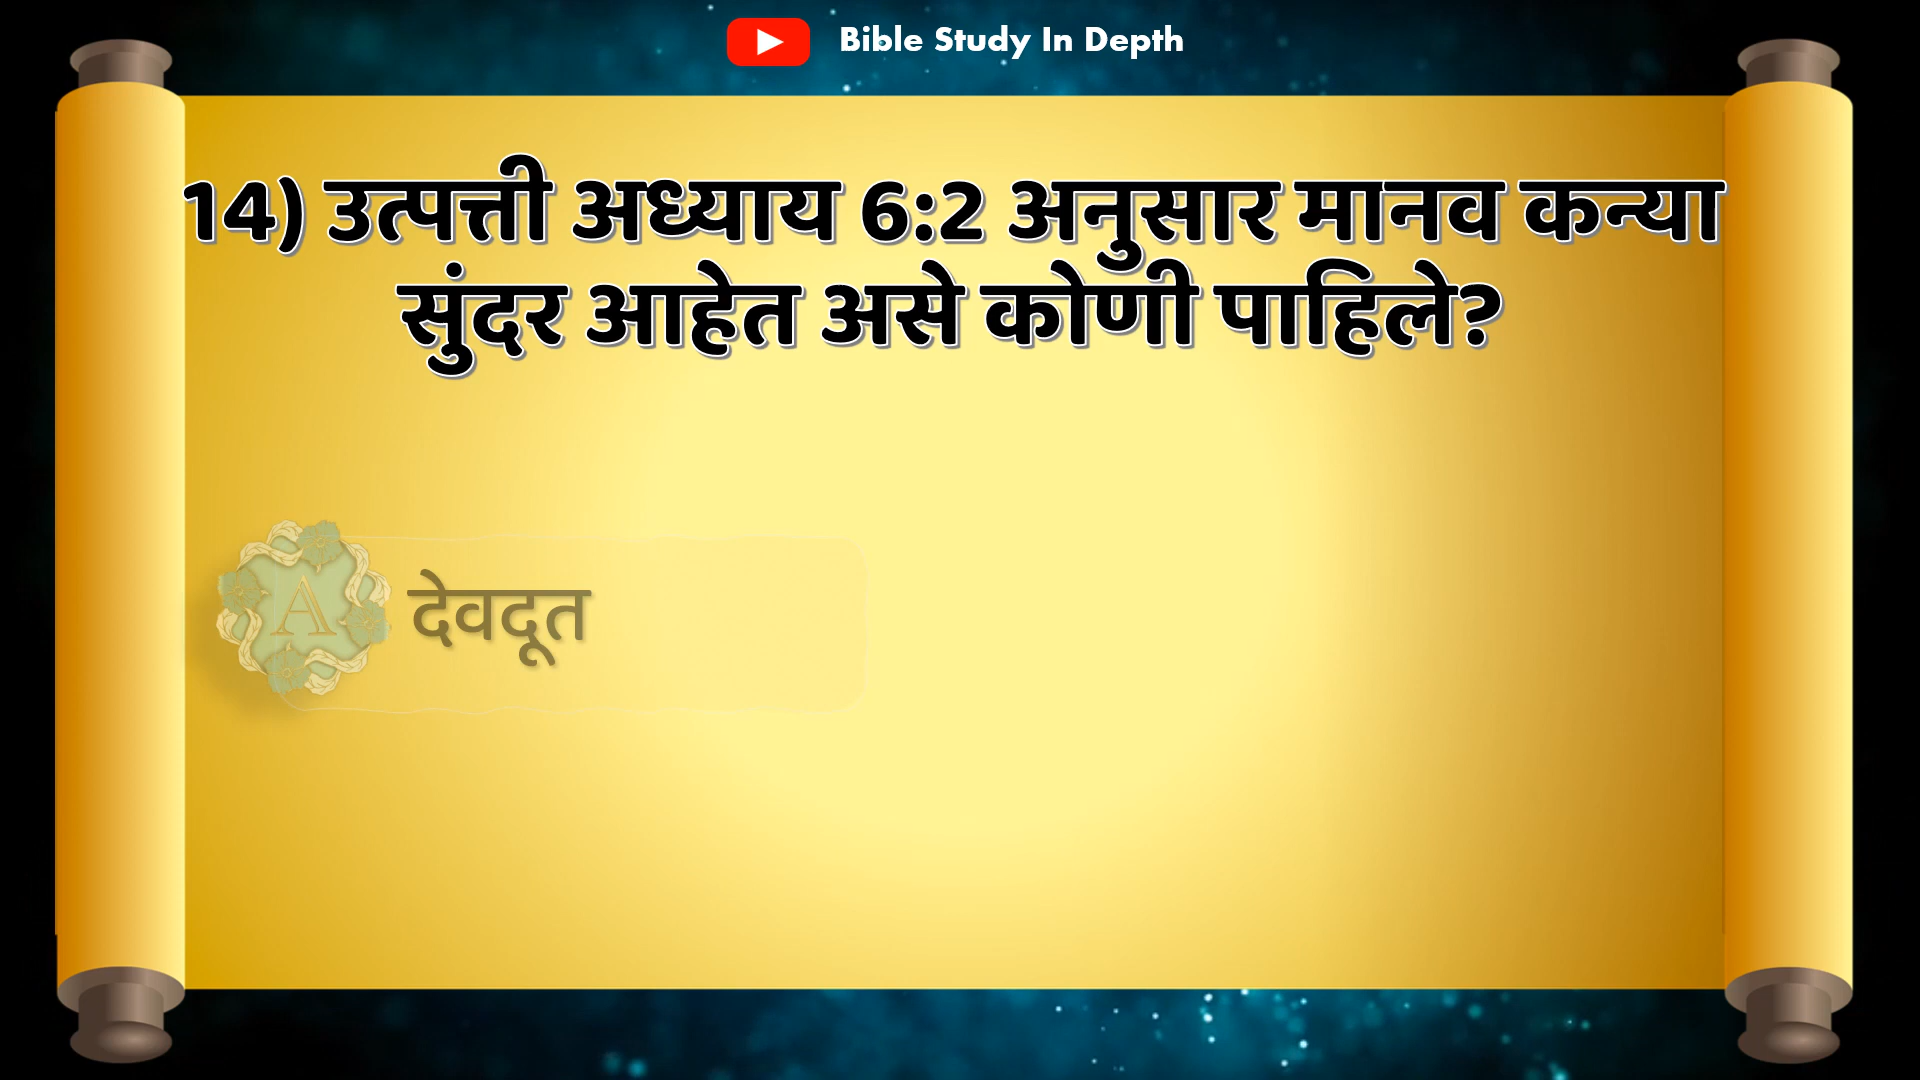 Bible Study In Depth
14) उत्पत्ती अध्याय 6:2 अनुसार मानव कन्या
सुंदर आहेत असे कोणी पाहिले?
A देवदूत